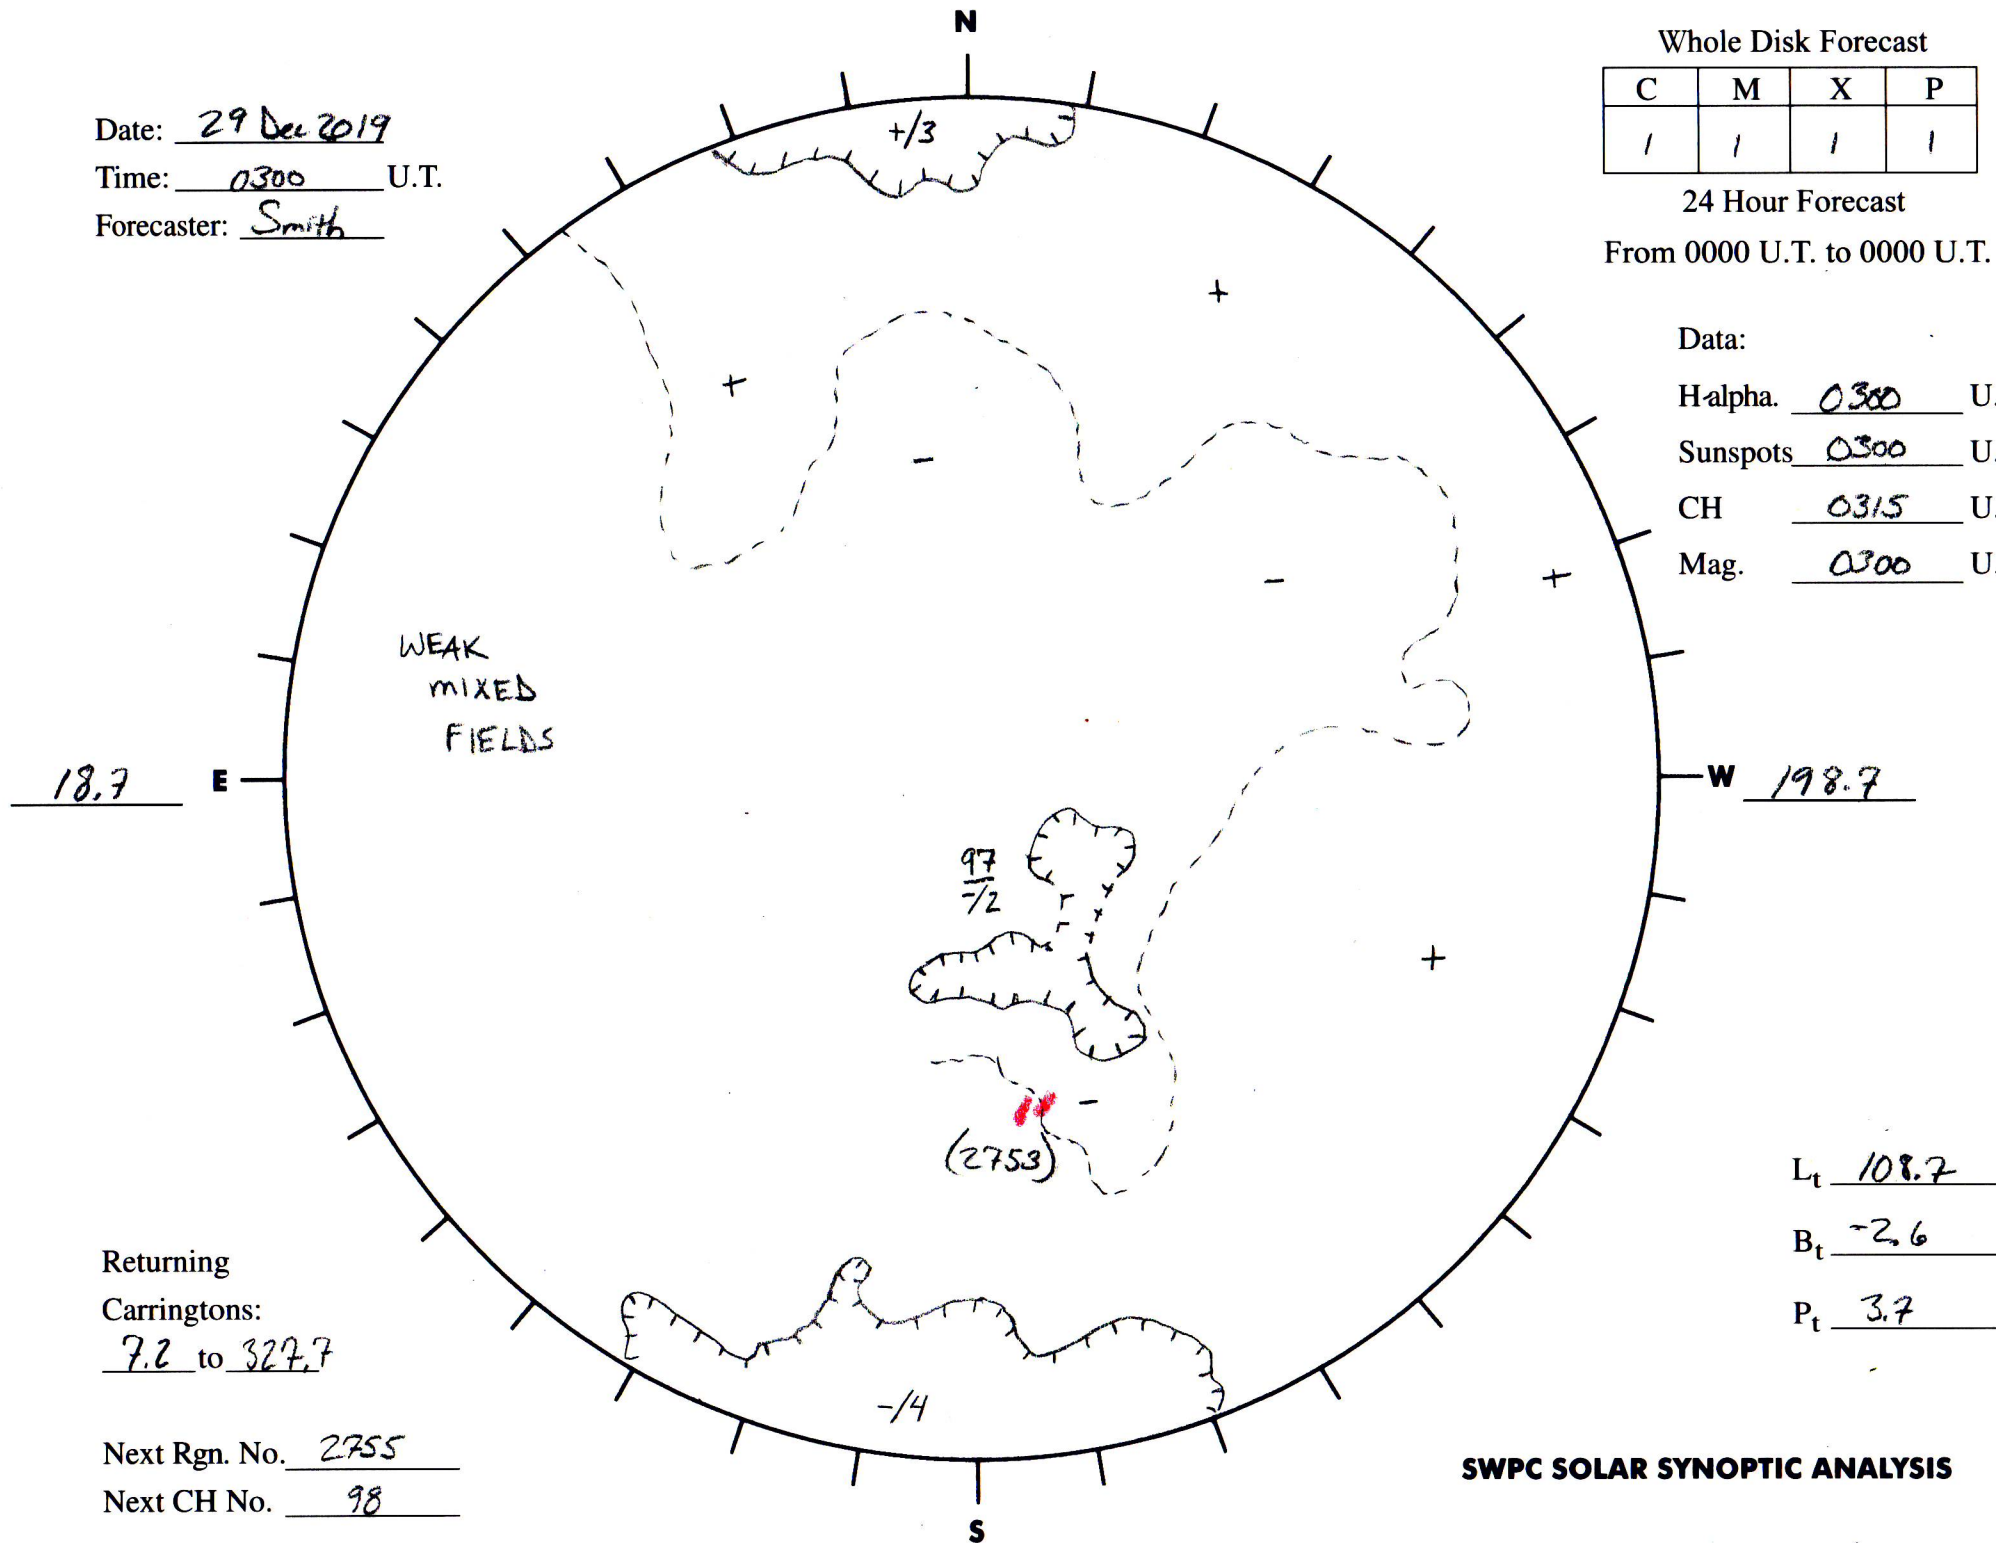 N
Whole Disk Forecast
C M X P
1 1 1 1
24 Hour Forecast
From 0000 U.T. to 0000 U.T.
Date: 29 Dec 2019
Time: 0300 U.T.
Forecaster: Smith
+/3
+
+
-
-
+
Data:
H-alpha. 0300 U.
Sunspots 0300 U.
CH 0315 U.
Mag. 0300 U.
WEAK
MIXED
FIELDS
18.7 E
W 198.7
97
-/2
+
-
(2753)
Lt 108.7
Bt -2.6
Pt 3.7
Returning
Carringtons:
7.2 to 327.7
-/4
Next Rgn. No. 2755
Next CH No. 98
SWPC SOLAR SYNOPTIC ANALYSIS
S